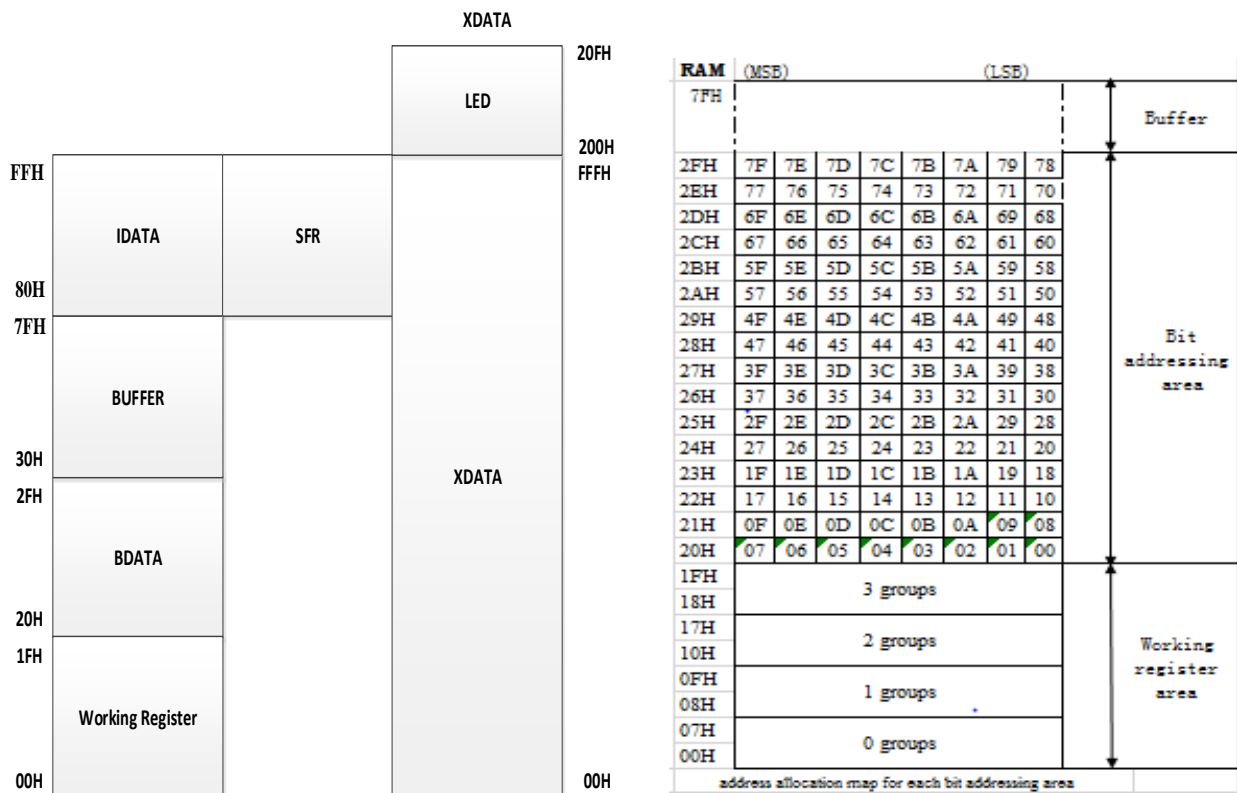 XDATA
20FH
LED
200H
FFH
FFFH
IDATA
SFR
80H
7FH
BUFFER
30H
XDATA
2FH
BDATA
20H
1FH
Working Register
00H
00H
RAM (MSB) (LSB)
7FH
Buffer
2FH 7F 7E 7D 7C 7B 7A 79 78
2EH 77 76 75 74 73 72 71 70
2DH 6F 6E 6D 6C 6B 6A 69 68
2CH 67 66 65 64 63 62 61 60
2BH 5F 5E 5D 5C 5B 5A 59 58
2AH 57 56 55 54 53 52 51 50
29H 4F 4E 4D 4C 4B 4A 49 48
28H 47 46 45 44 43 42 41 40
27H 3F 3E 3D 3C 3B 3A 39 38
26H 37 36 35 34 33 32 31 30
25H 2F 2E 2D 2C 2B 2A 29 28
24H 27 26 25 24 23 22 21 20
23H 1F 1E 1D 1C 1B 1A 19 18
22H 17 16 15 14 13 12 11 10
21H 0F 0E 0D 0C 0B 0A 09 08
20H 07 06 05 04 03 02 01 00
Bit
addressing
area
1FH
3 groups
18H
17H
2 groups
10H
0FH
1 groups
08H
07H
0 groups
00H
Working
register
area
address allocation map for each bit addressing area